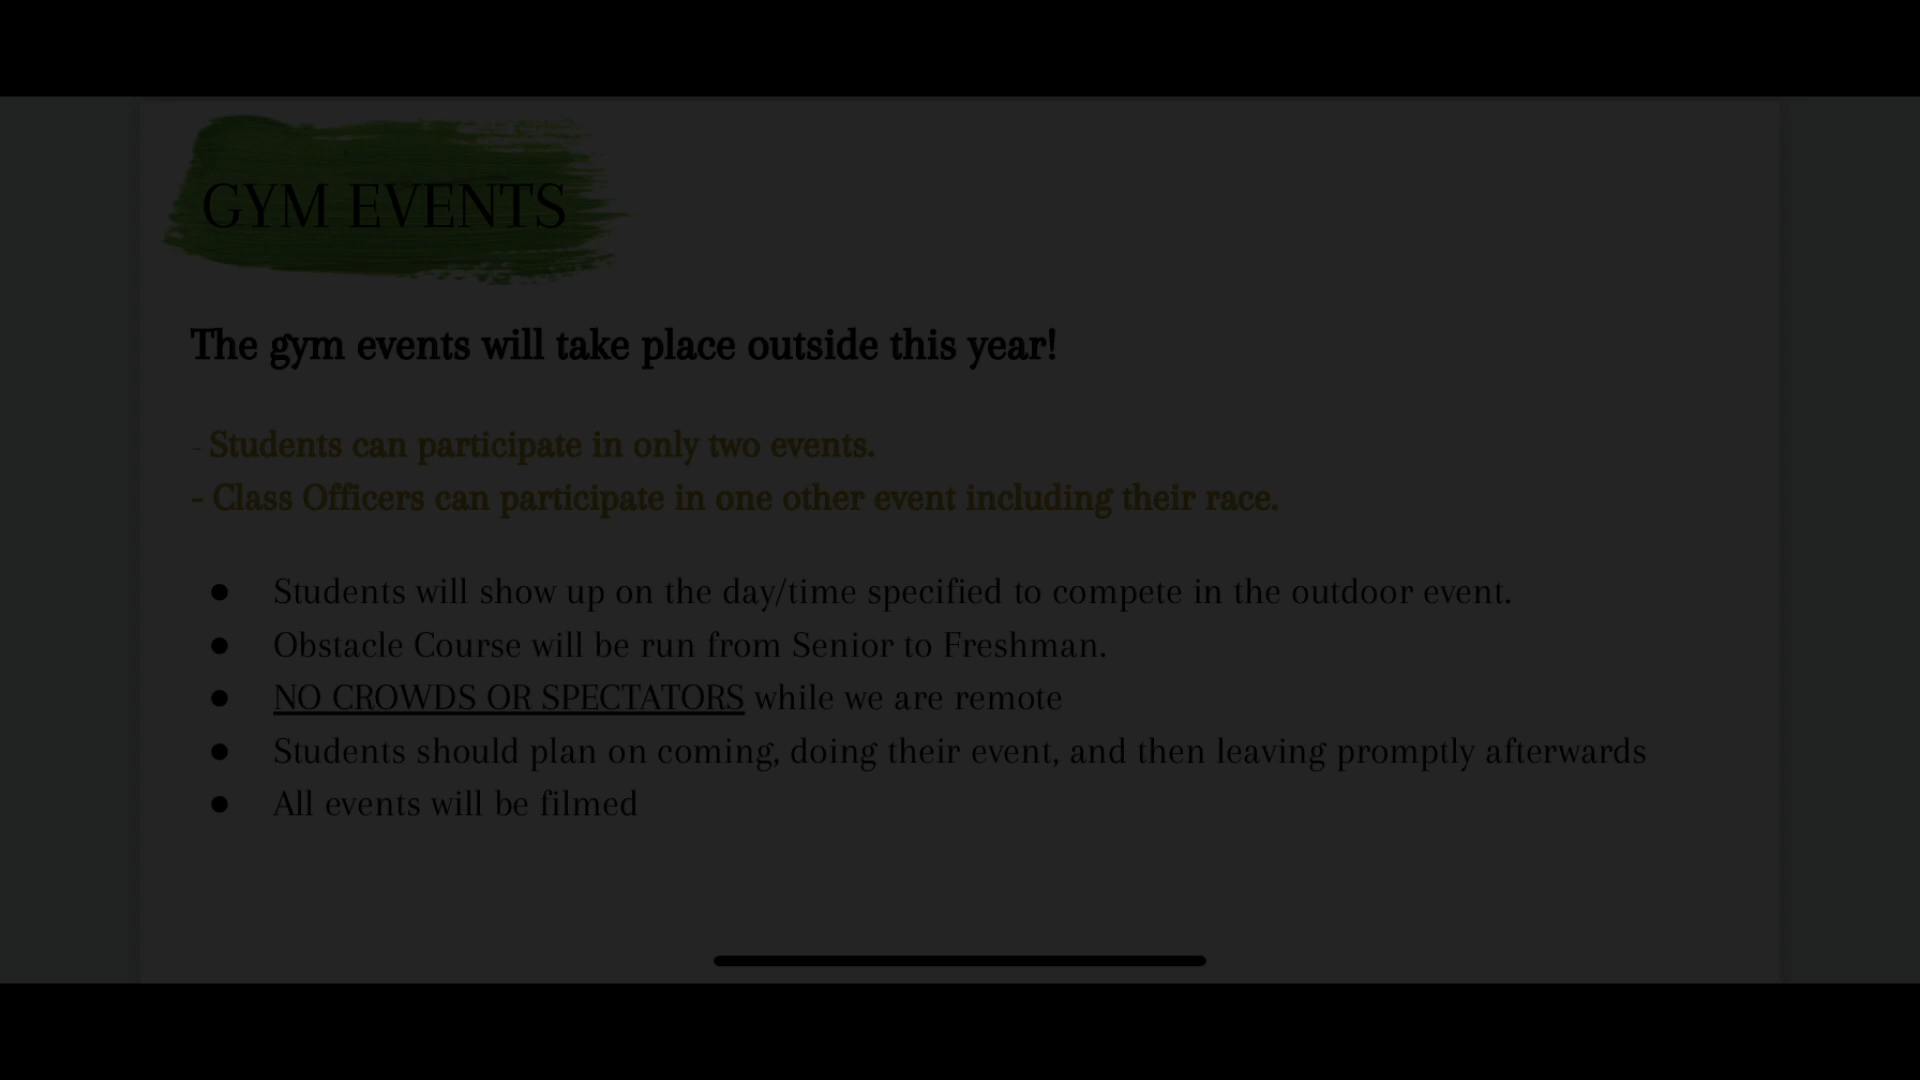 GYM EVENTS
The gym events will take place outside this year!
- Students can participate in only two events.
- Class Officers can participate in one other event including their race.
● Students will show up on the day/time specified to compete in the outdoor event.
● Obstacle Course will be run from Senior to Freshman.
● NO CROWDS OR SPECTATORS while we are remote
● Students should plan on coming, doing their event, and then leaving promptly afterwards
● All events will be filmed